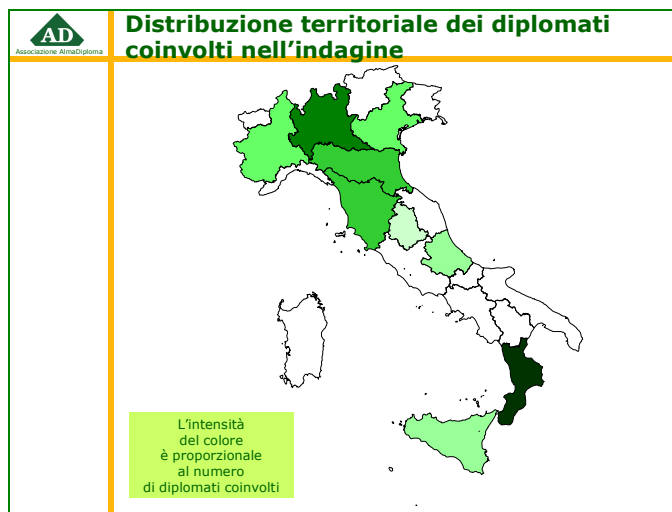 AD
Associazione AlmaDiploma
Distribuzione territoriale dei diplomati
coinvolti nell'indagine
L'intensità
del colore
è proporzionale
al numero
di diplomati coinvolti